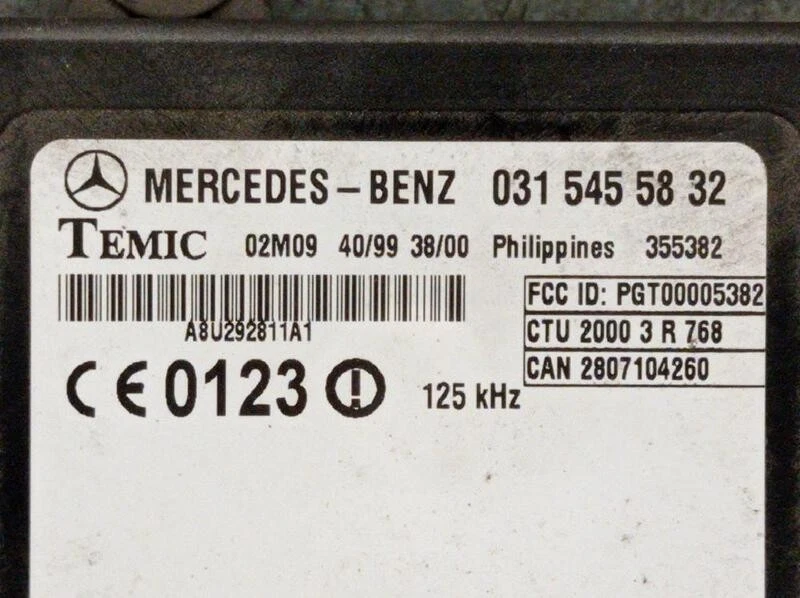 MERCEDES – BENZ 031 545 58 32
TEMIC 02M09 40/99 38/00 Philippines 355382
FCC ID: PGT00005382
A8U292811A1
CTU 2000 3 R 768
CAN 2807104260
CE 0123 125 kHz